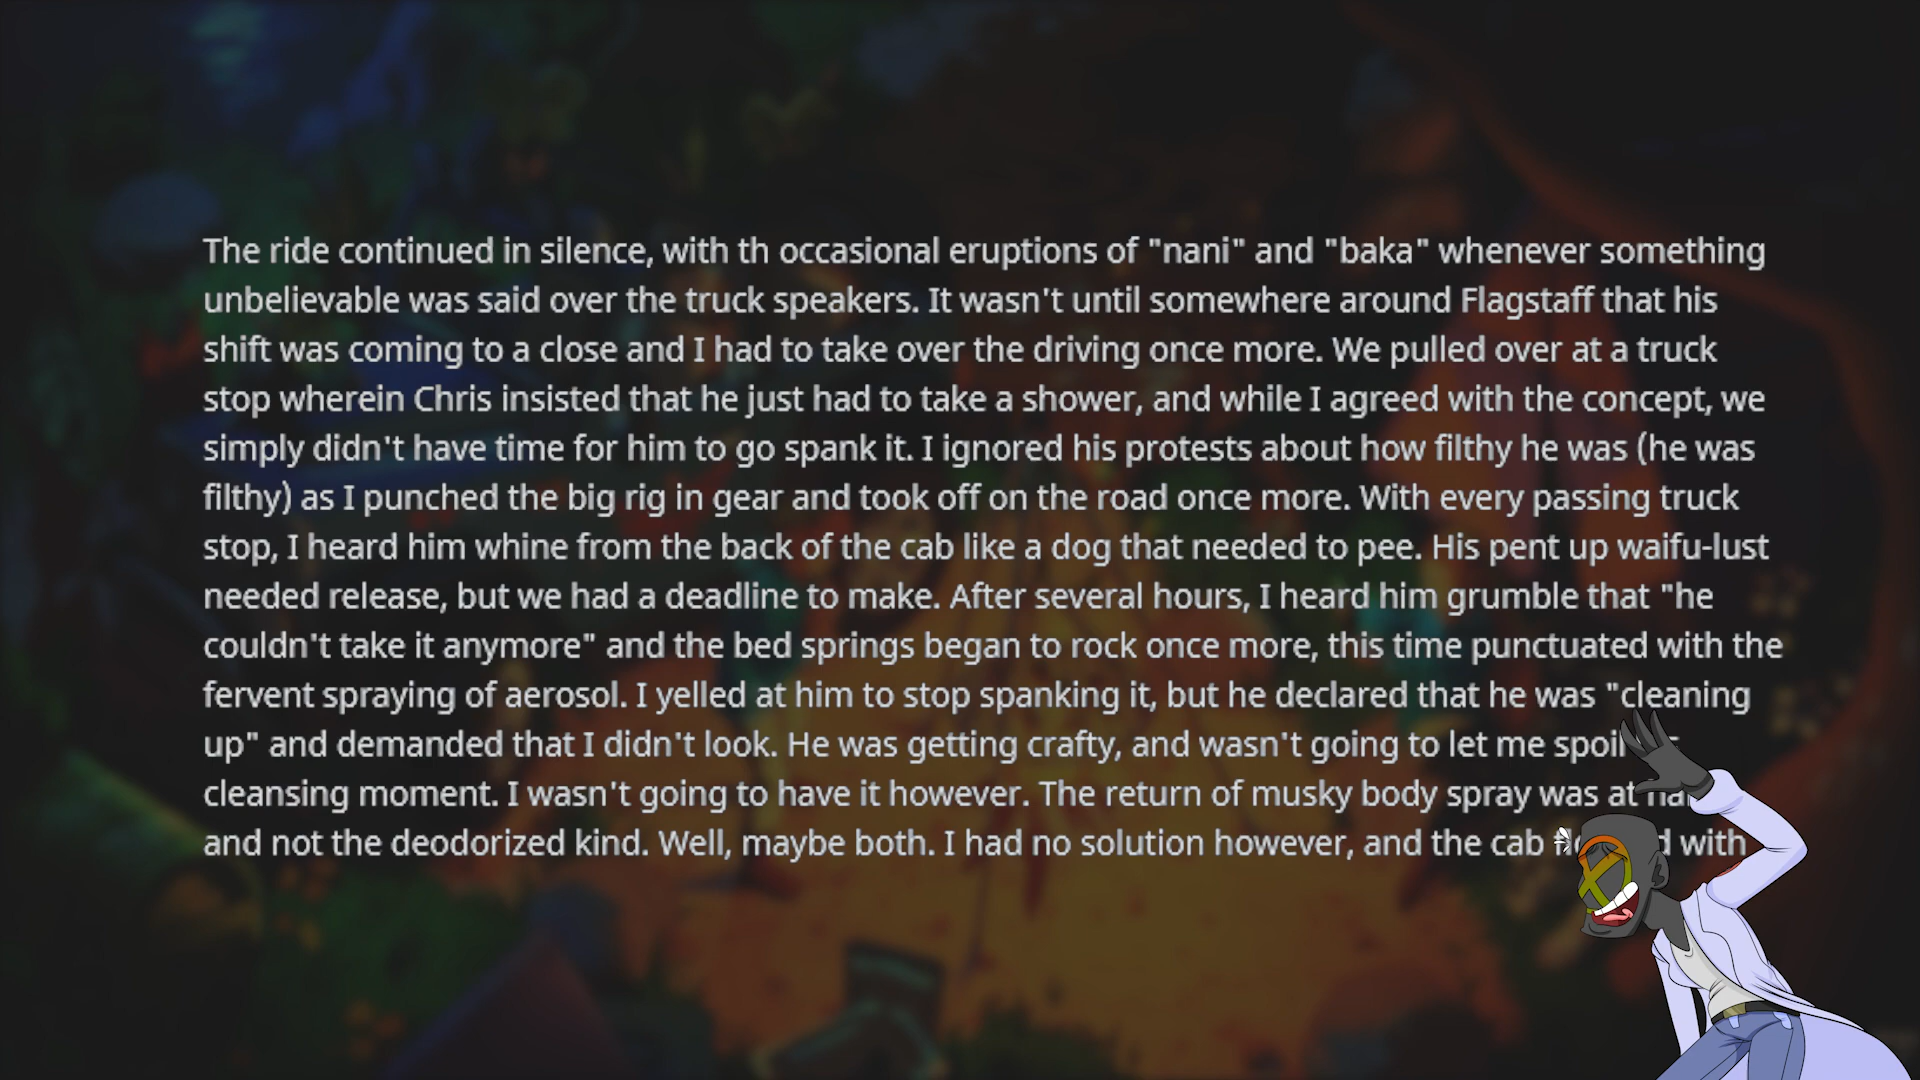 The ride continued in silence, with th occasional eruptions of "nani" and "baka" whenever something
unbelievable was said over the truck speakers. It wasn't until somewhere around Flagstaff that his
shift was coming to a close and I had to take over the driving once more. We pulled over at a truck
stop wherein Chris insisted that he just had to take a shower, and while I agreed with the concept, we
simply didn't have time for him to go spank it. I ignored his protests about how filthy he was (he was
filthy) as I punched the big rig in gear and took off on the road once more. With every passing truck
stop, I heard him whine from the back of the cab like a dog that needed to pee. His pent up waifu-lust
needed release, but we had a deadline to make. After several hours, I heard him grumble that "he
couldn't take it anymore" and the bed springs began to rock once more, this time punctuated with the
fervent spraying of aerosol. I yelled at him to stop spanking it, but he declared that he was "cleaning
up" and demanded that I didn't look. He was getting crafty, and wasn't going to let me spoil
cleansing moment. I wasn't going to have it however. The return of musky body spray was at
and not the deodorized kind. Well, maybe both. I had no solution however, and the cab with